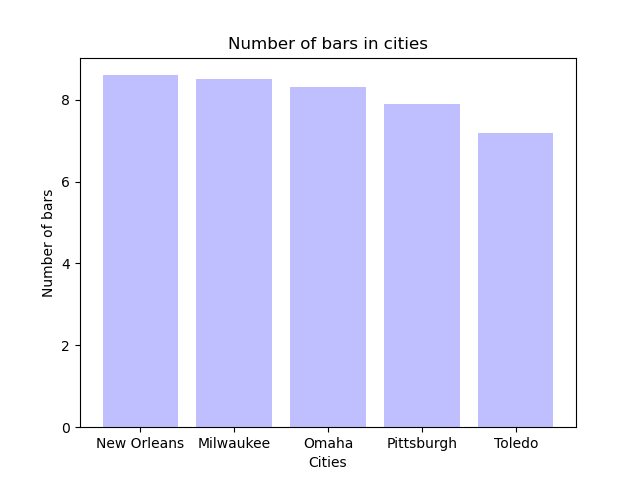 Number of bars in cities
Number of bars
8
6
4
2
0
New Orleans Milwaukee Omaha Pittsburgh Toledo
Cities